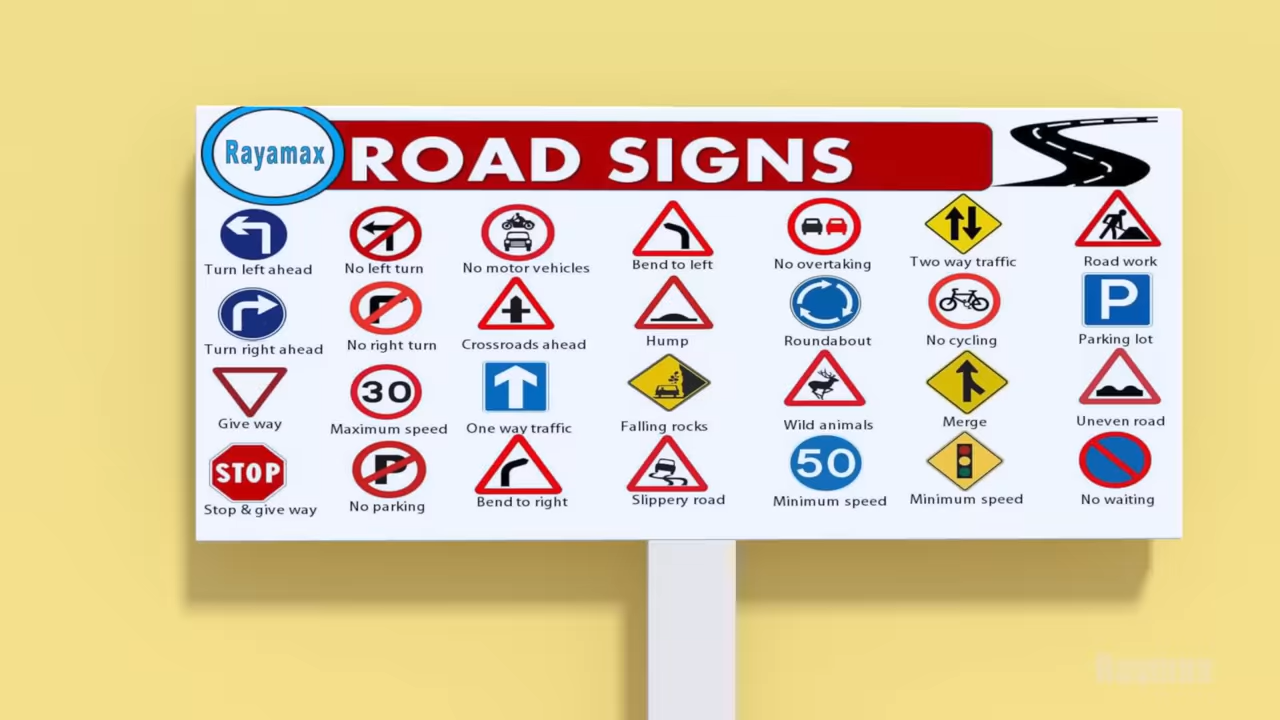 Rayamax
ROAD SIGNS
Turn left ahead
No left turn
No motor vehicles
Bend to left
No overtaking
Two way traffic
Road work
Turn right ahead
No right turn
Crossroads ahead
Hump
Roundabout
No cycling
P
Parking lot
Give way
30
Maximum speed
One way traffic
Falling rocks
Wild animals
Merge
Uneven road
STOP
Stop & give way
P
No parking
Bend to right
Slippery road
50
Minimum speed
Minimum speed
No waiting
Rayamax